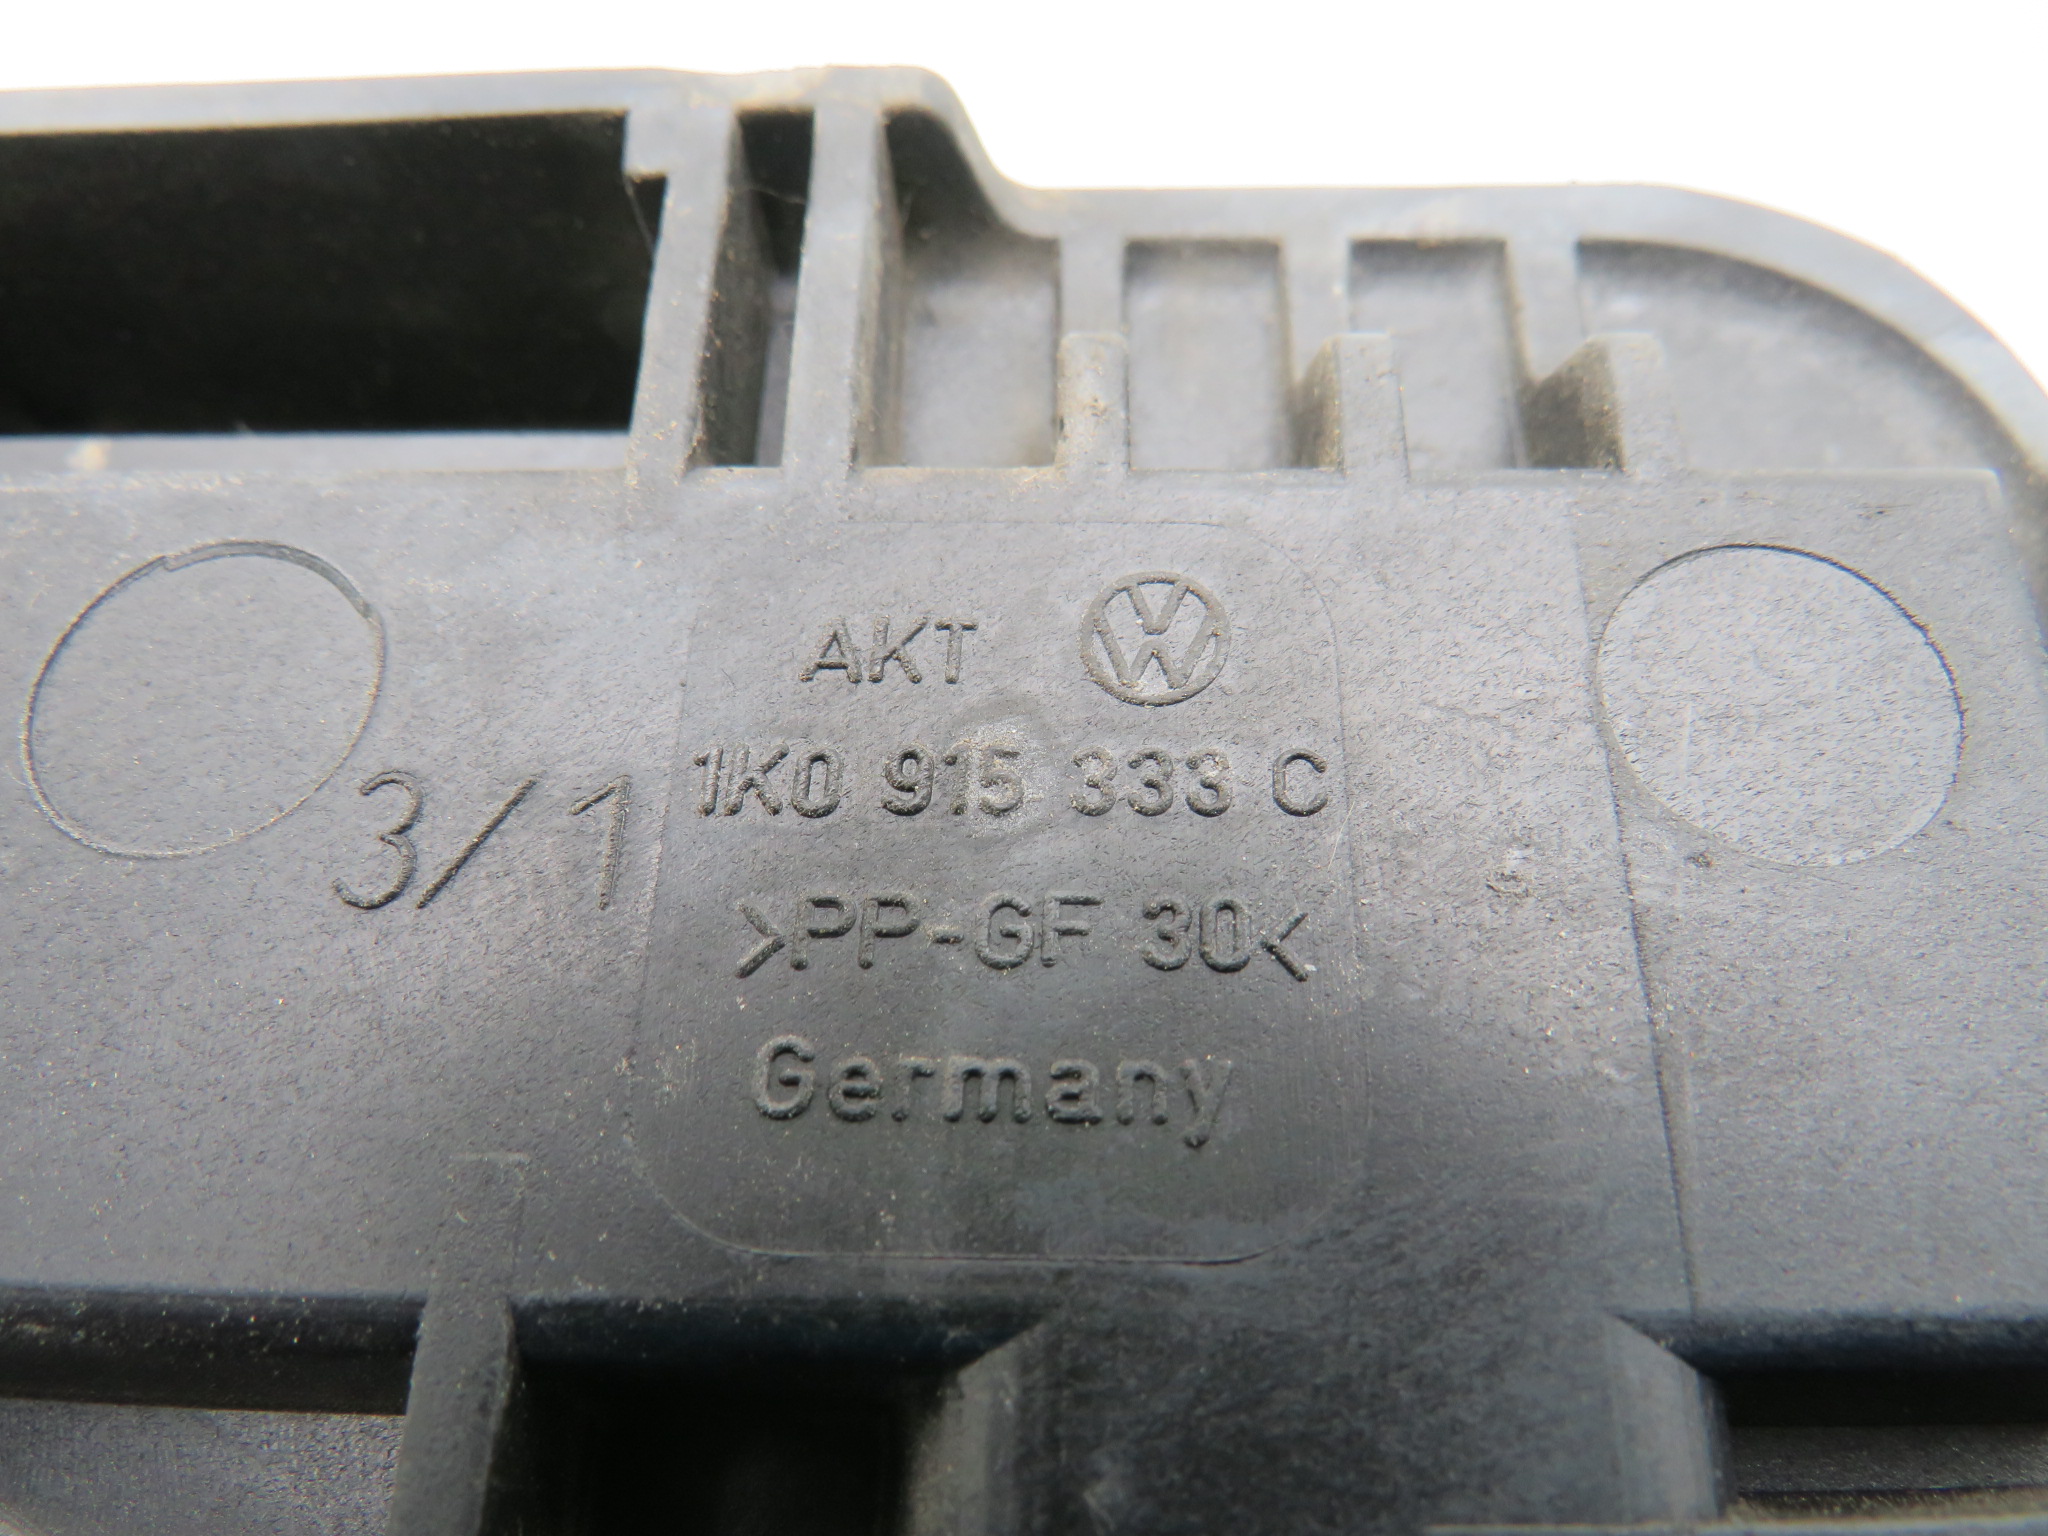 AKT
1K0 915 333 C
3/1
>PP-GF 30<
Germany